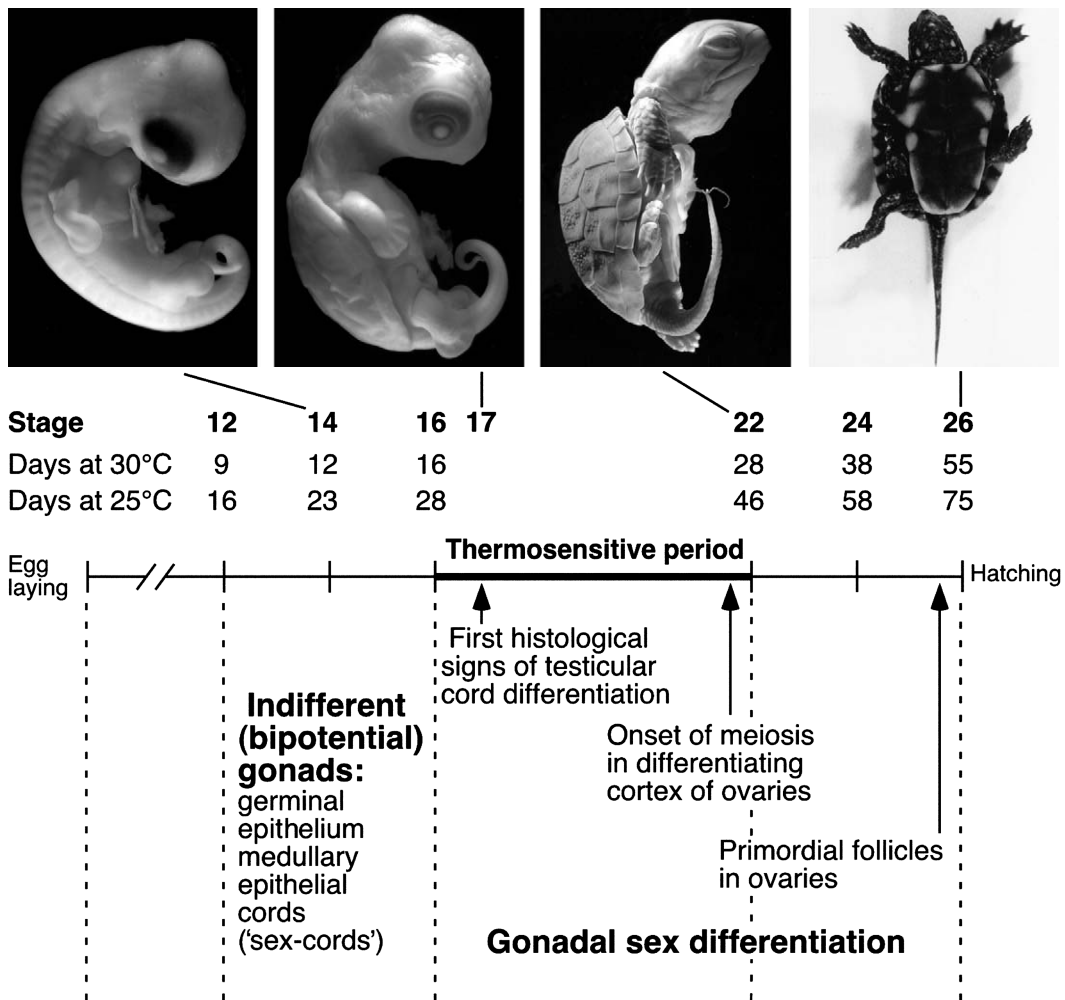 Stage 12 14 16 17 22 24 26
Days at 30°C 9 12 16 28 38 55
Days at 25°C 16 23 28 46 58 75
Thermosensitive period
Egg
laying
Hatching
First histological
signs of testicular
cord differentiation
Indifferent
(bipotential)
gonads:
germinal
epithelium
medullary
epithelial
cords
(‘sex-cords’)
Onset of meiosis
in differentiating
cortex of ovaries
Primordial follicles
in ovaries
Gonadal sex differentiation